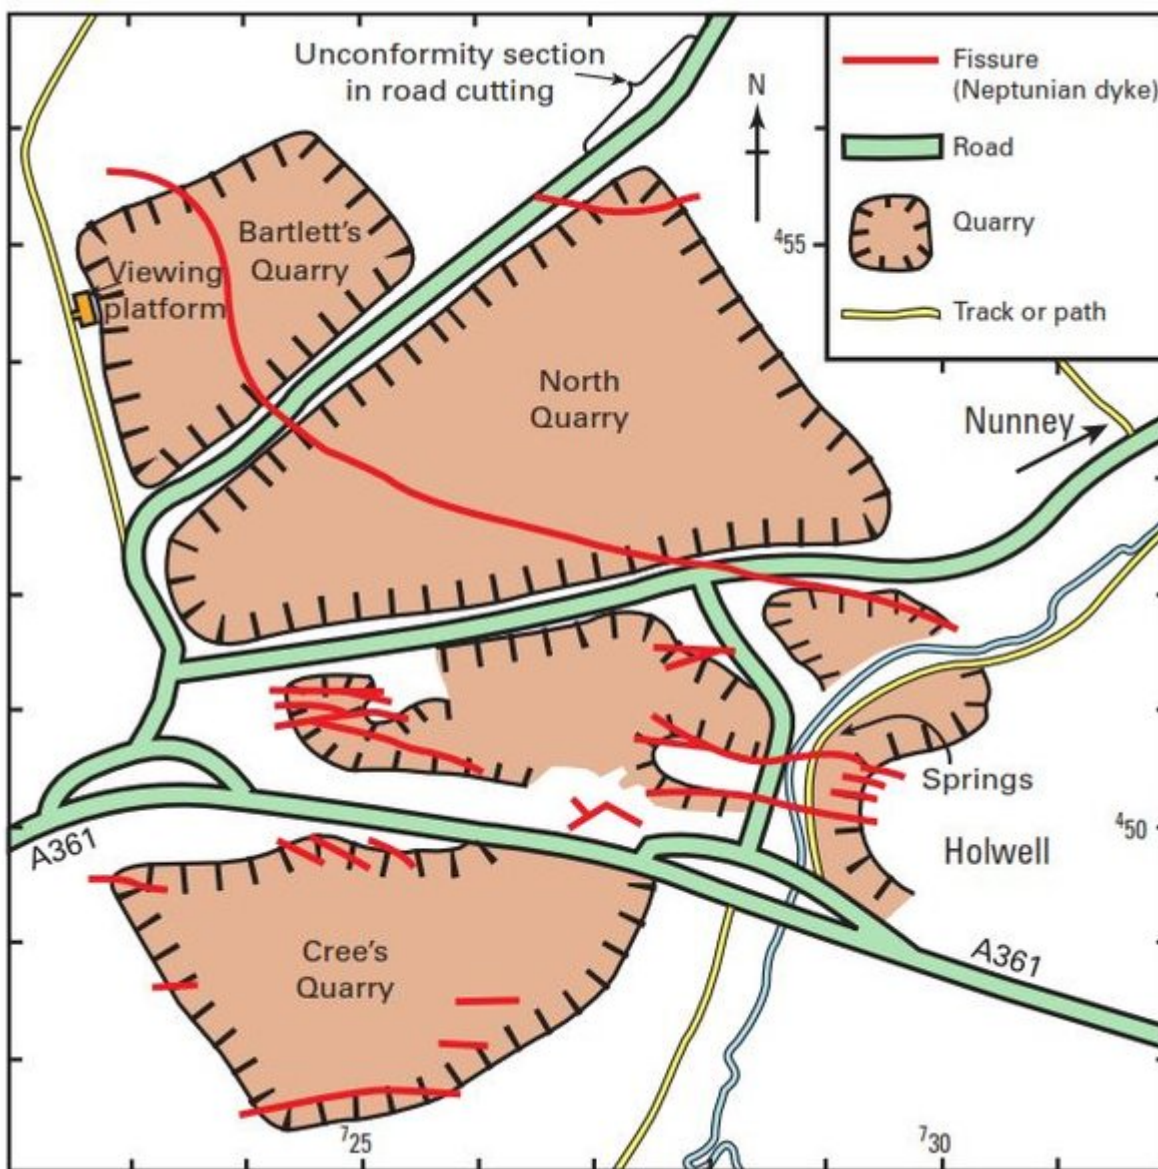 Unconformity section
in road cutting
N
Fissure
(Neptunian dyke)
Road
Quarry
Track or path
Bartlett's
Quarry
Viewing
platform
⁴55
North
Quarry
Nunney
Springs
Holwell
⁴50
A361
Cree's
Quarry
A361
⁷25
⁷30